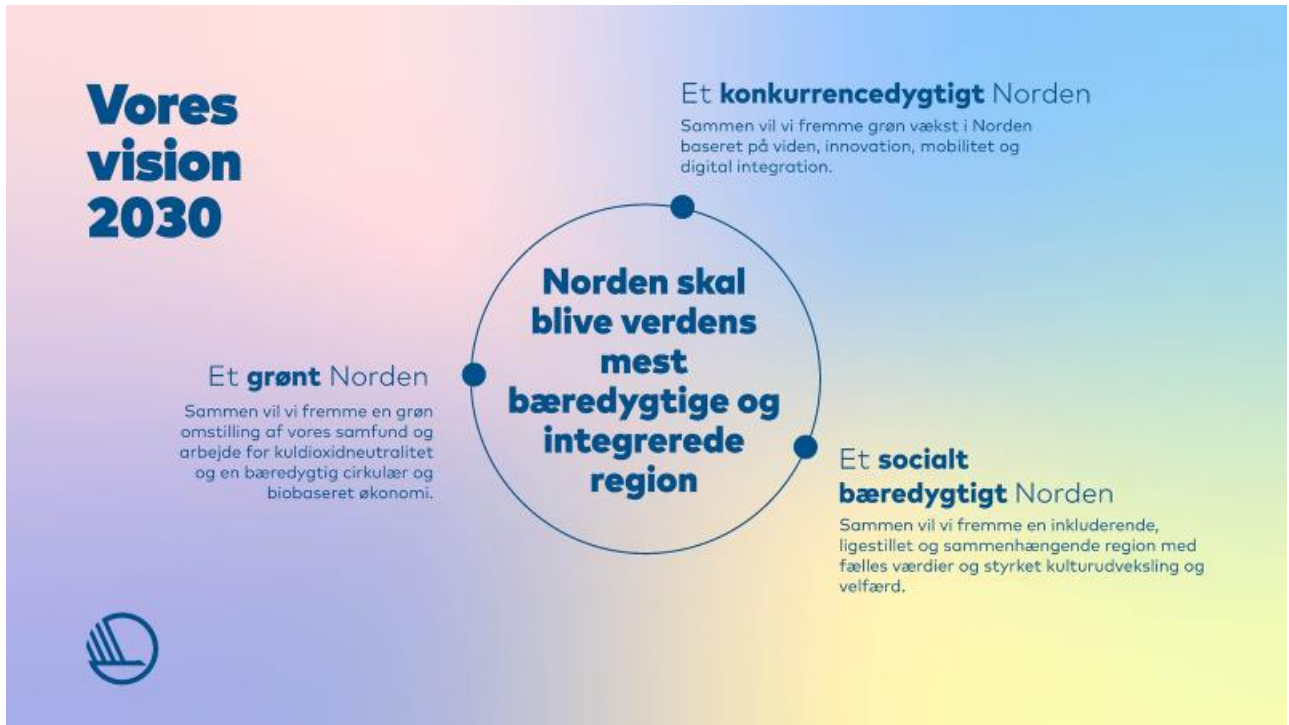 Vores
vision
2030
Et konkurrencedygtigt Norden
Sammen vil vi fremme grøn vækst i Norden
baseret på viden, innovation, mobilitet og
digital integration.
Norden skal
blive verdens
mest
bæredygtige og
integrerede
region
Et grønt Norden
Sammen vil vi fremme en grøn
omstilling af vores samfund og
arbejde for kuldioxidneutralitet
og en bæredygtig cirkulær og
biobaseret økonomi.
Et socialt
bæredygtigt Norden
Sammen vil vi fremme en inkluderende,
ligestillet og sammenhængende region med
fælles værdier og styrket kulturudveksling og
velfærd.